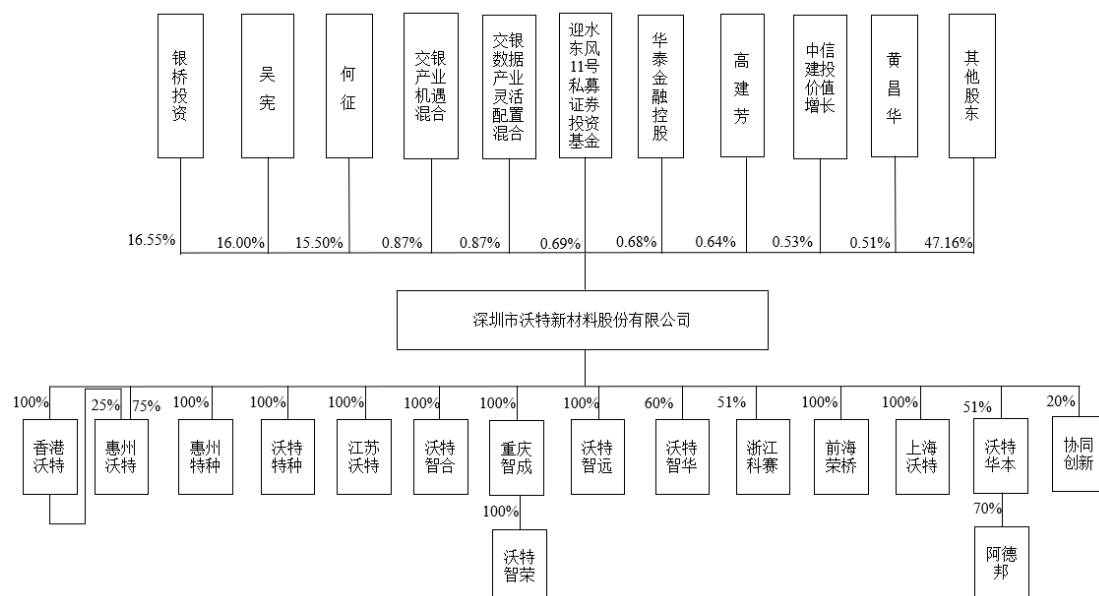 银桥投资
吴宪
何征
交银
产业
机遇
混合
交银
数据
产业
灵活
配置
混合
迎水
东风
11号
私募
证券
投资
基金
华泰金融控股
高建芳
中信
建投
价值
增长
黄昌华
其他股东
16.55%
16.00%
15.50%
0.87%
0.87%
0.69%
0.68%
0.64%
0.53%
0.51%
47.16%
深圳市沃特新材料股份有限公司
100%
25%
75%
100%
100%
100%
100%
100%
100%
60%
51%
100%
100%
51%
20%
香港
沃特
惠州
沃特
惠州
特种
沃特
特种
江苏
沃特
沃特
智合
重庆
智成
沃特
智远
沃特
智华
浙江
科赛
前海
荣桥
上海
沃特
沃特
华本
协同
创新
100%
70%
沃特
智荣
阿德
邦